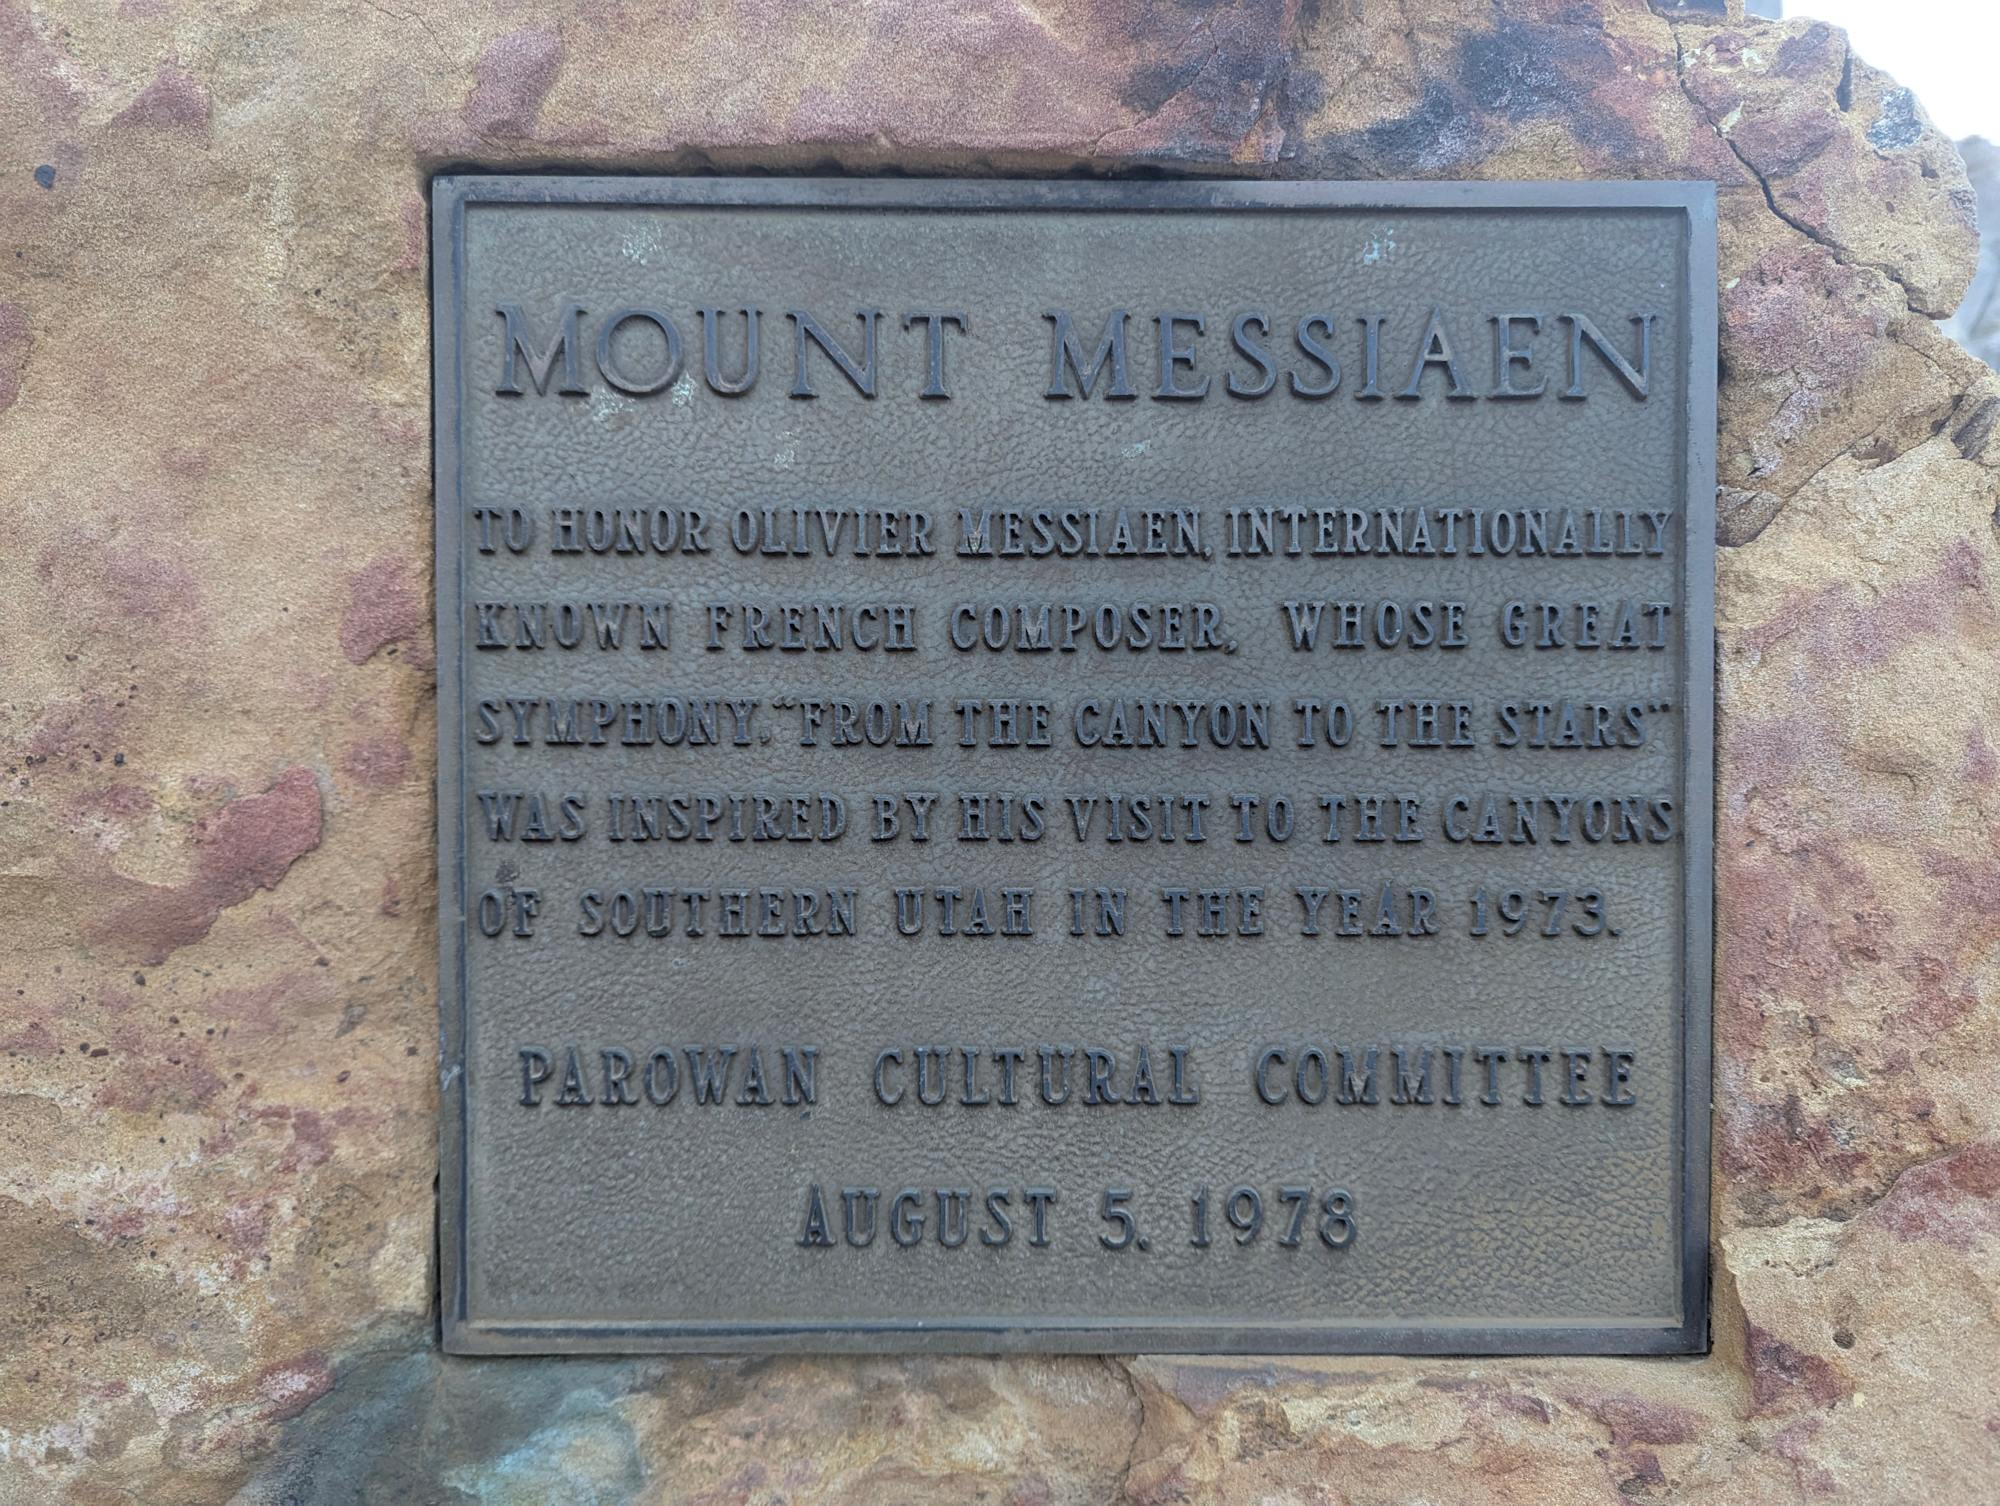 MOUNT MESSIAEN
TO HONOR OLIVIER MESSIAEN, INTERNATIONALLY
KNOWN FRENCH COMPOSER, WHOSE GREAT
SYMPHONY, "FROM THE CANYON TO THE STARS"
WAS INSPIRED BY HIS VISIT TO THE CANYONS
OF SOUTHERN UTAH IN THE YEAR 1973.
PAROWAN CULTURAL COMMITTEE
AUGUST 5, 1978